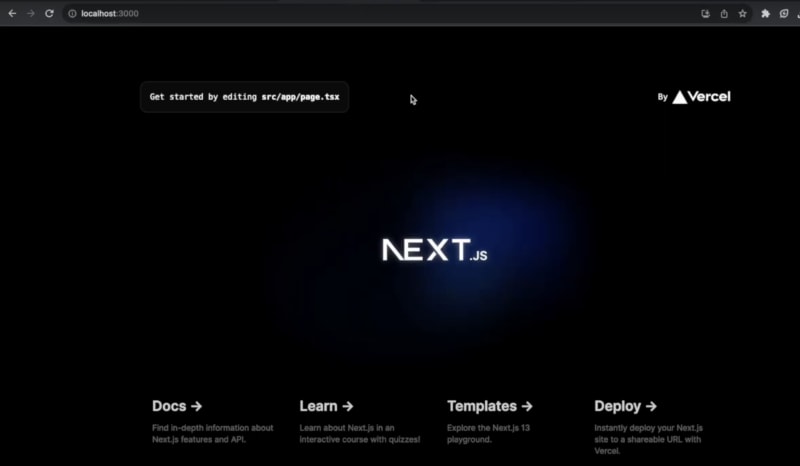 localhost:3000
Get started by editing src/app/page.tsx
By Vercel
NEXT.JS
Docs ->
Find in-depth information about
Next.js features and API.
Learn ->
Learn about Next.js in an
interactive course with quizzes!
Templates ->
Explore the Next.js 13
playground.
Deploy ->
Instantly deploy your Next.js
site to a shareable URL with
Vercel.